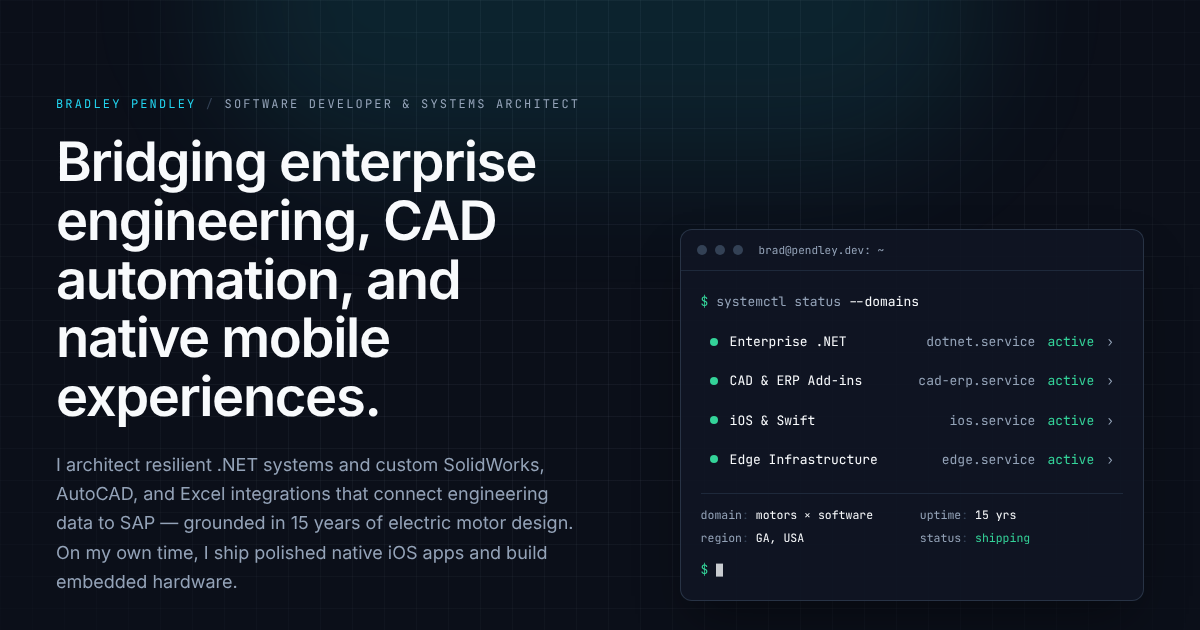 BRADLEY PENDLEY / SOFTWARE DEVELOPER & SYSTEMS ARCHITECT
Bridging enterprise
engineering, CAD
automation, and
native mobile
experiences.
I architect resilient .NET systems and custom SolidWorks,
AutoCAD, and Excel integrations that connect engineering
data to SAP — grounded in 15 years of electric motor design.
On my own time, I ship polished native iOS apps and build
embedded hardware.
brad@pendley.dev: ~
$ systemctl status --domains
Enterprise .NET dotnet.service active ›
CAD & ERP Add-ins cad-erp.service active ›
iOS & Swift ios.service active ›
Edge Infrastructure edge.service active ›
domain: motors × software uptime: 15 yrs
region: GA, USA status: shipping
$